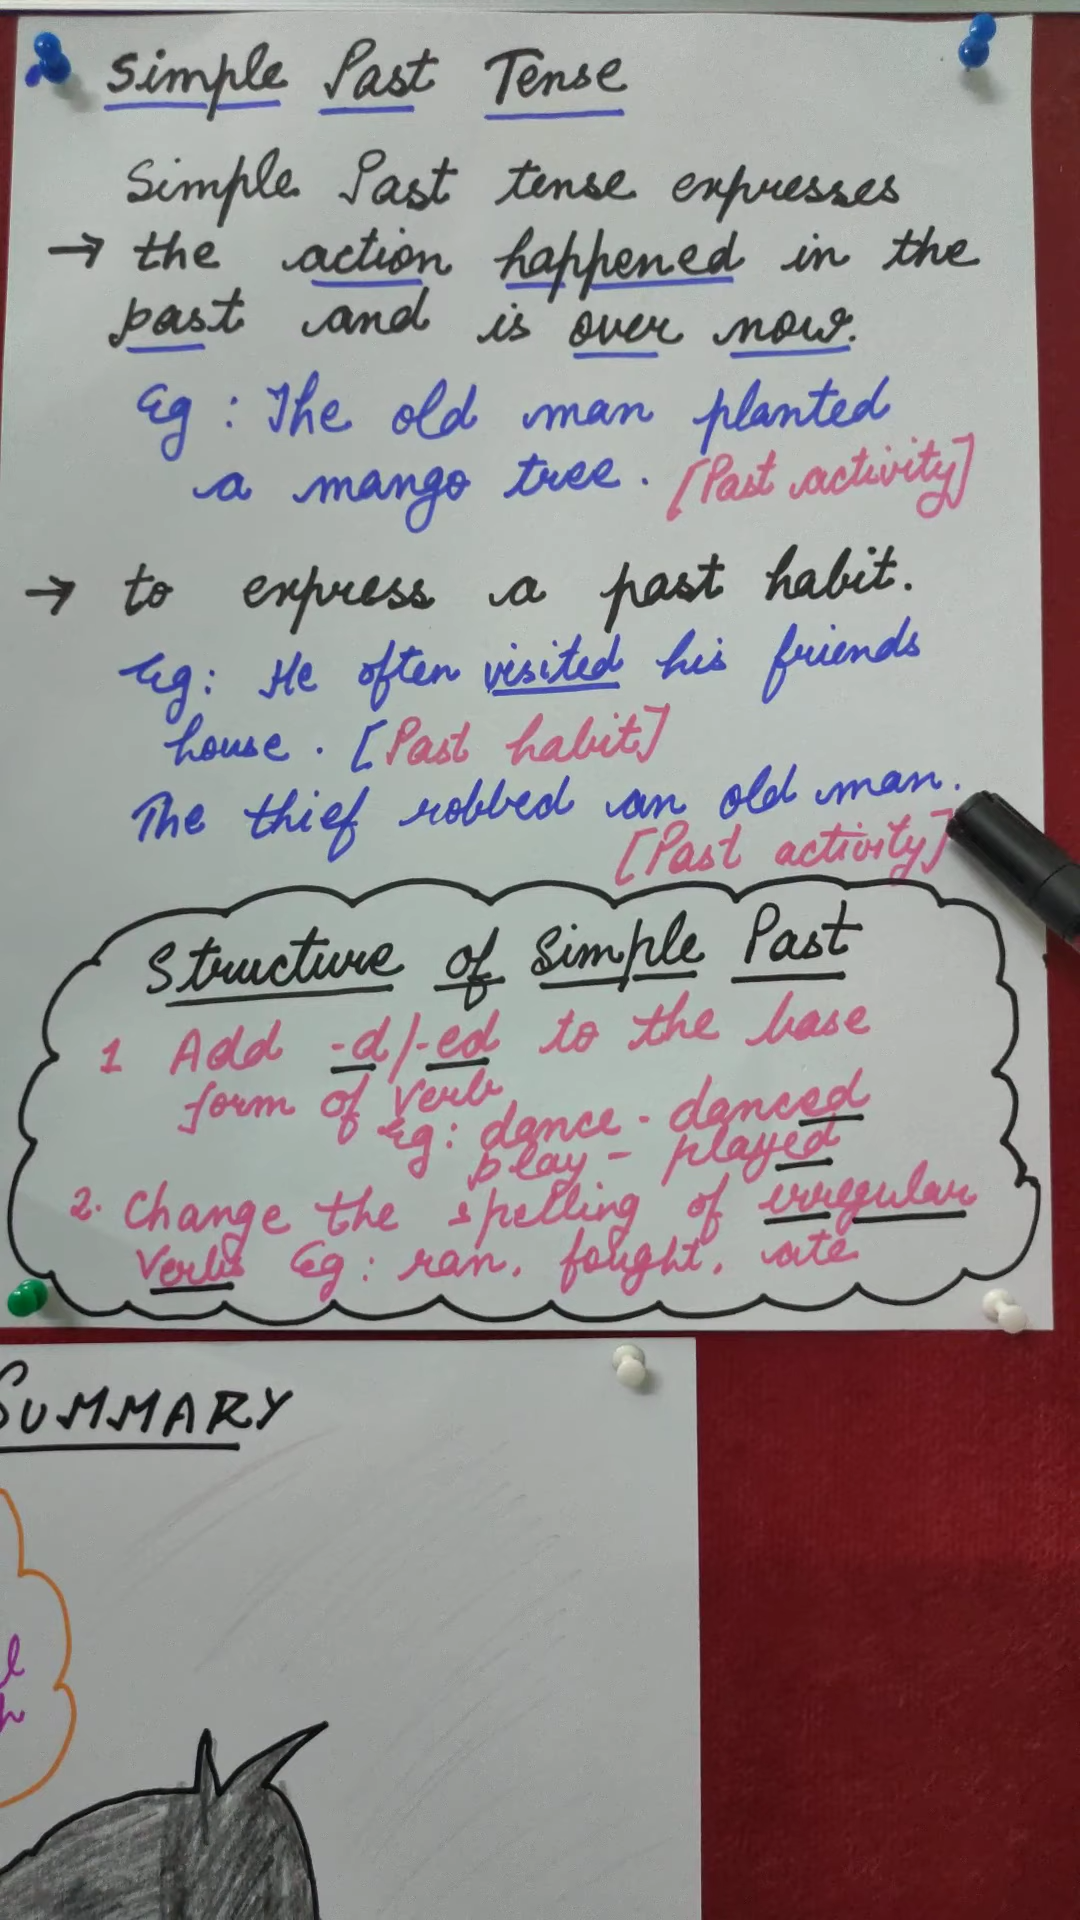 Simple Past Tense
Simple Past tense expresses
→ the action happened in the
past and is over now.
Eg : The old man planted
a mango tree. [Past activity]
→ to express a past habit.
Eg: He often visited his friends
house. [Past habit]
The thief robbed an old man.
[Past activity]
Structure of Simple Past
1 Add -d/-ed to the base
form of Verb
Eg: dance - danced
play - played
2. Change the spelling of irregular
Verbs Eg: ran, fought, ate
SUMMARY